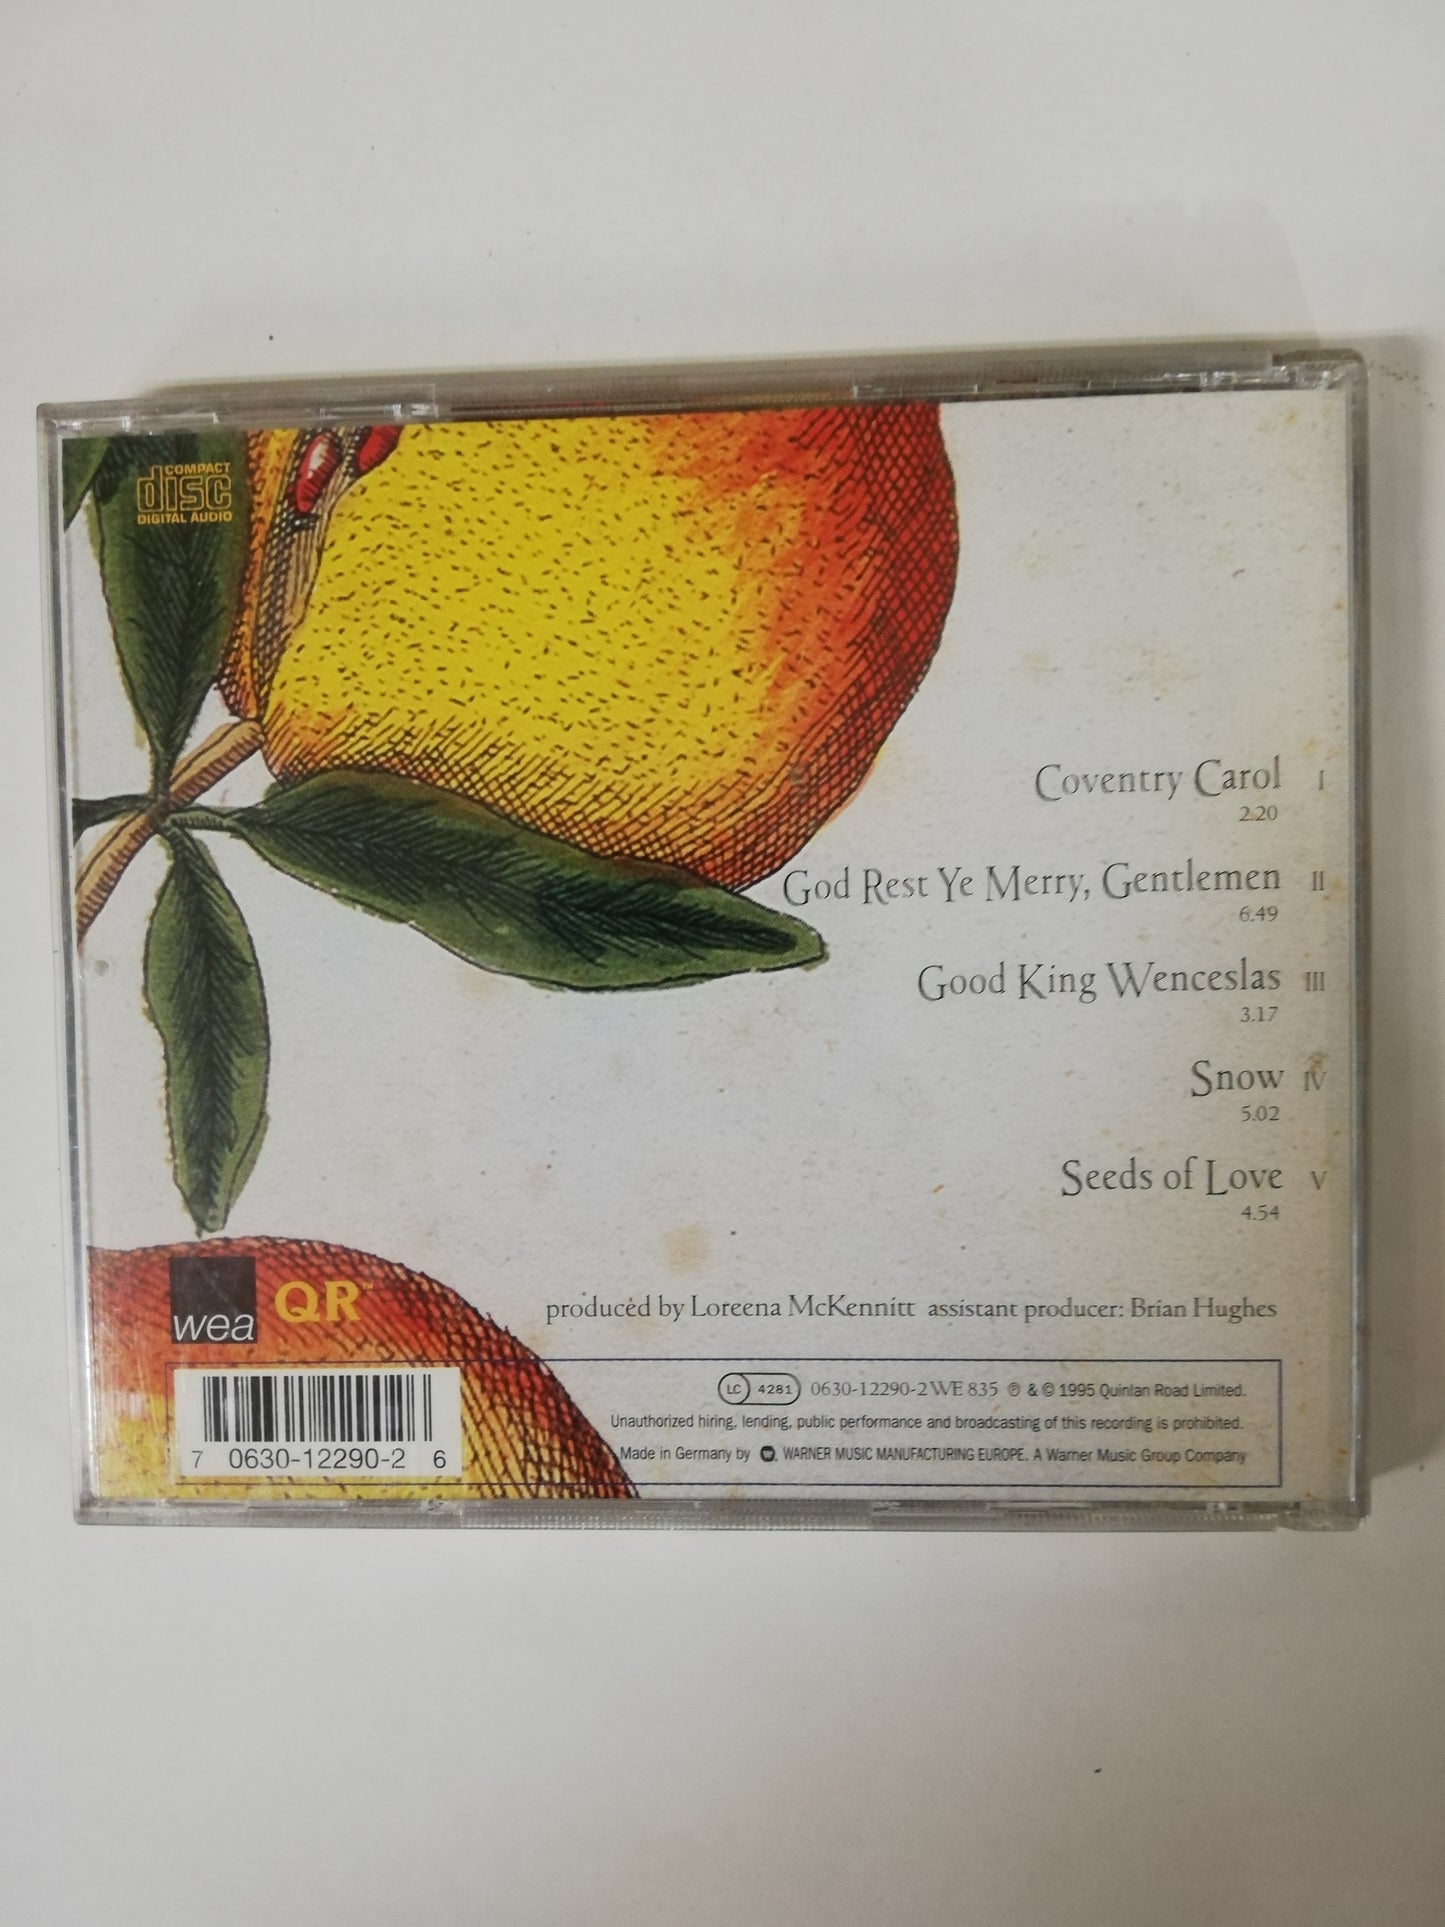 COMPACT
disc
DIGITAL AUDIO
Coventry Carol I
2.20
God Rest Ye Merry, Gentlemen II
6.49
Good King Wenceslas III
3.17
Snow IV
5.02
Seeds of Love V
4.54
wea QR™
produced by Loreena McKennitt assistant producer: Brian Hughes
LC 4281 0630-12290-2 WE 835 ℗ & © 1995 Quinlan Road Limited.
Unauthorized hiring, lending, public performance and broadcasting of this recording is prohibited.
Made in Germany by W, WARNER MUSIC MANUFACTURING EUROPE. A Warner Music Group Company
7 0630-12290-2 6